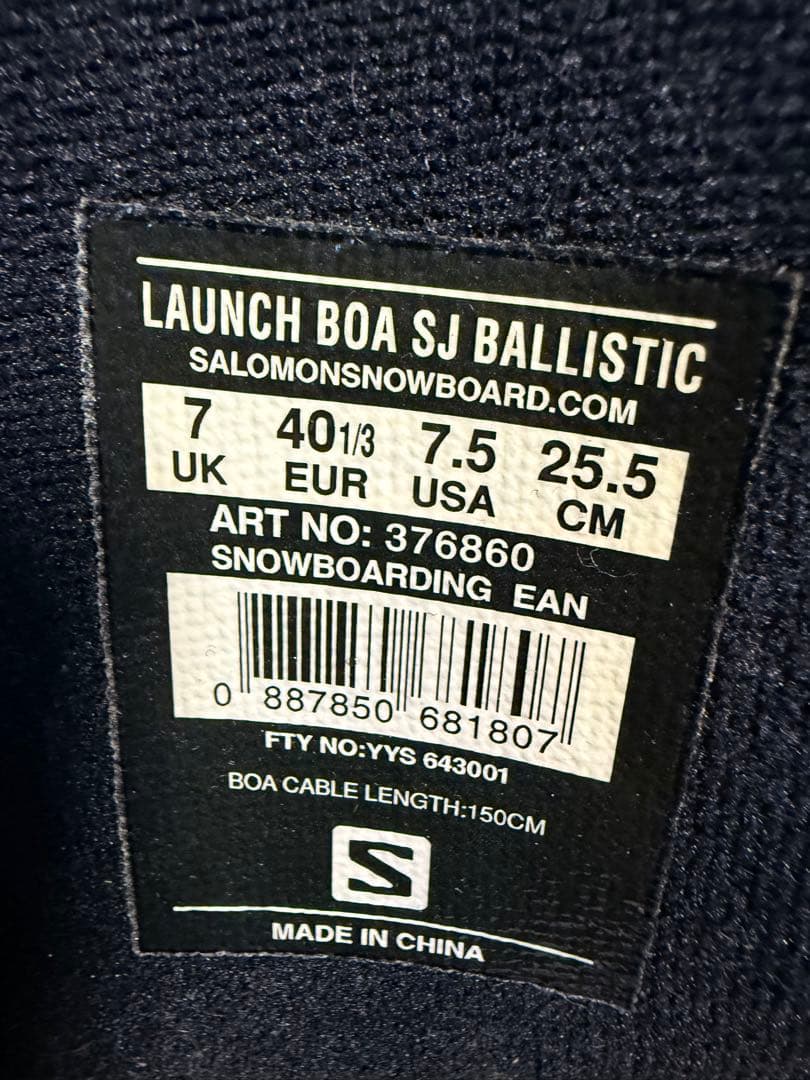 LAUNCH BOA SJ BALLISTIC
SALOMONSNOWBOARD.COM
7 40 1/3 7.5 25.5
UK EUR USA CM
ART NO: 376860
SNOWBOARDING EAN
0 887850 681807
FTY NO:YYS 643001
BOA CABLE LENGTH:150CM
S
MADE IN CHINA